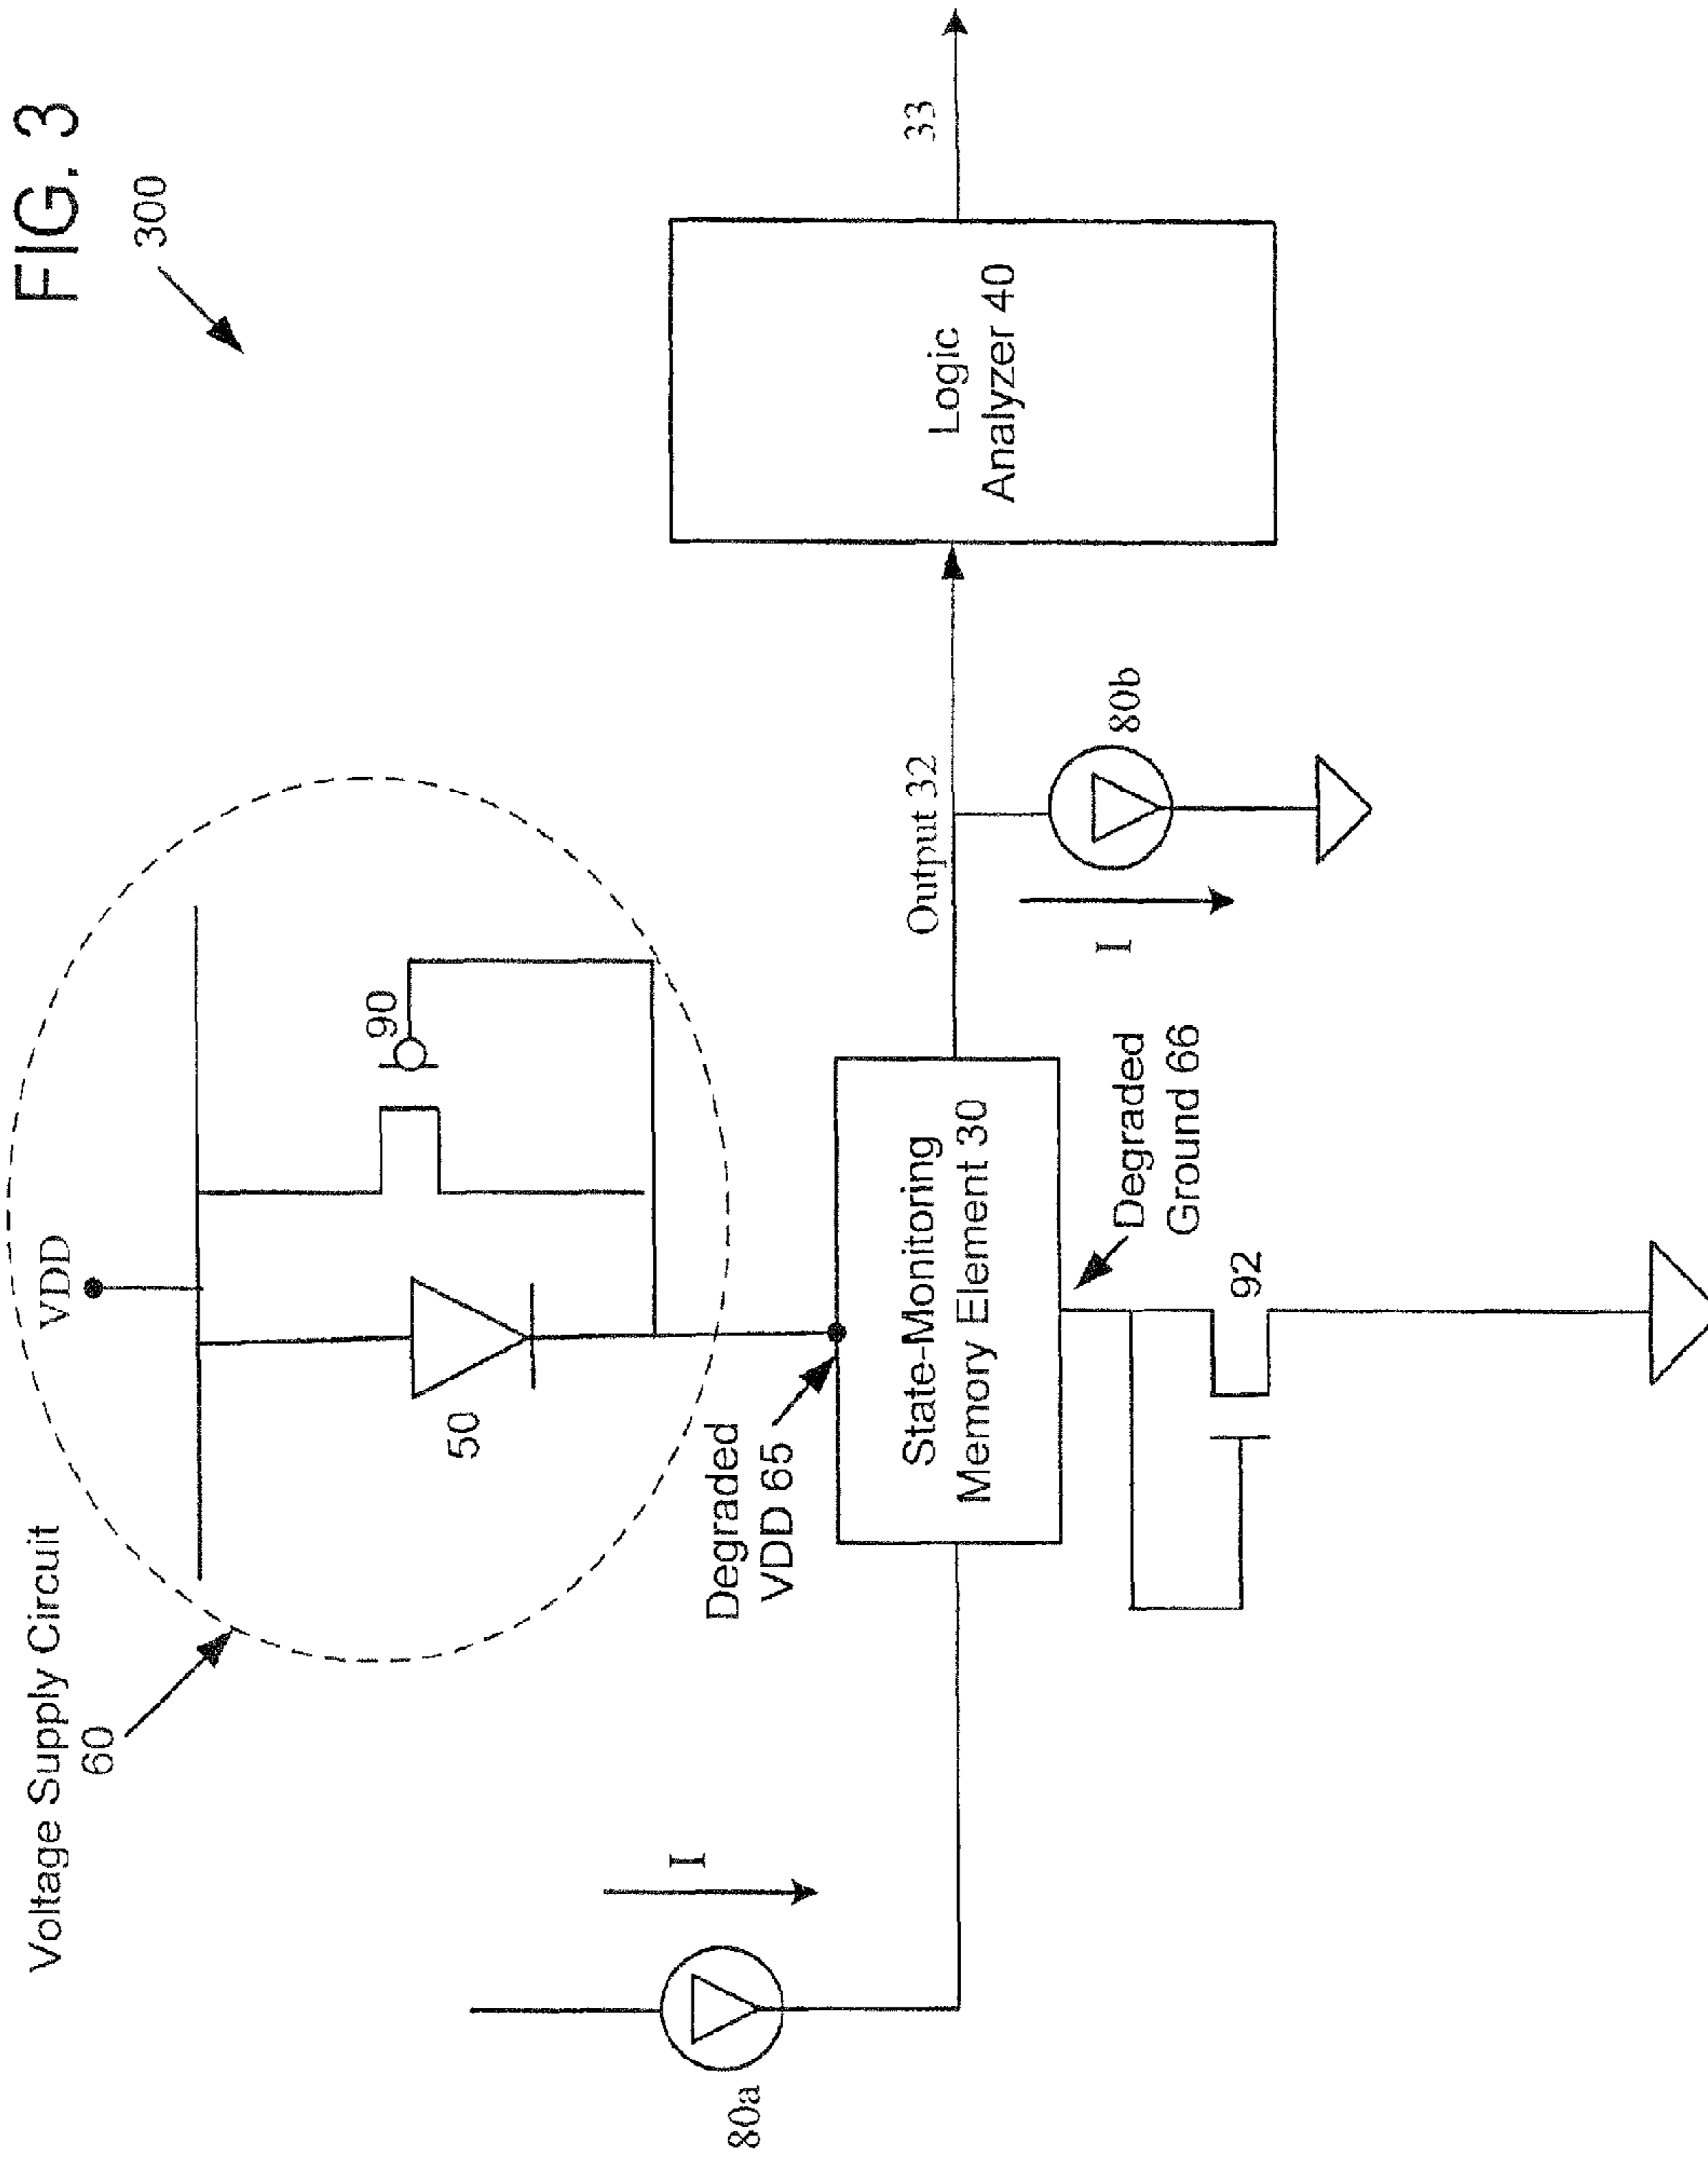 FIG. 3
300
Voltage Supply Circuit
60
VDD
50
90
Degraded
VDD 65
80a
I
State-Monitoring
Memory Element 30
Output 32
Logic
Analyzer 40
33
80b
I
Degraded
Ground 66
92